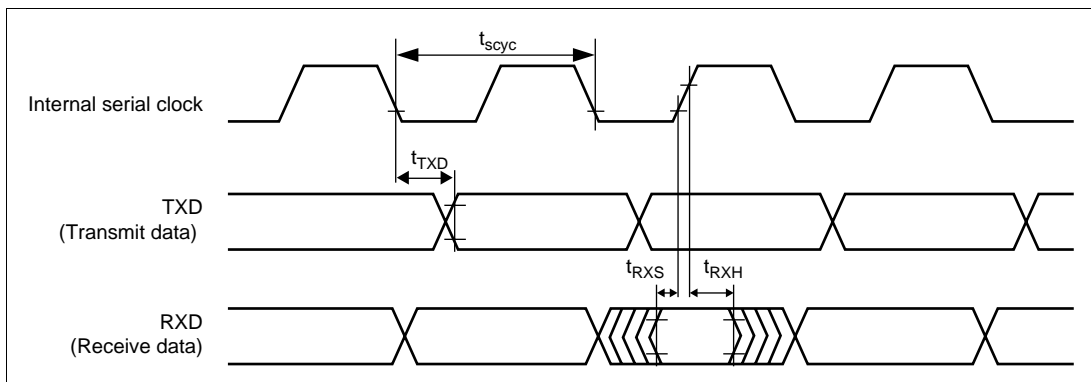 tscyc
Internal serial clock
tTXD
TXD
(Transmit data)
tRXS
tRXH
RXD
(Receive data)